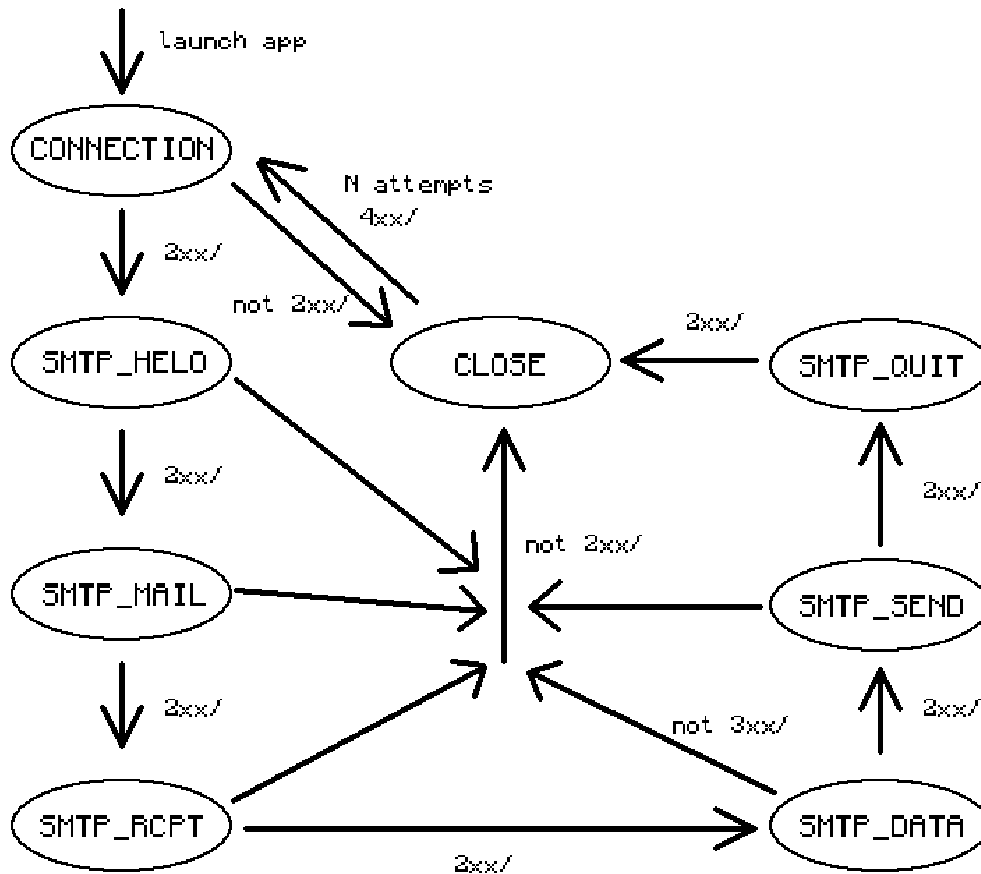 launch app
CONNECTION
N attempts
4xx/
2xx/
not 2xx/
2xx/
SMTP_HELO
CLOSE
SMTP_QUIT
2xx/
2xx/
not 2xx/
SMTP_MAIL
SMTP_SEND
2xx/
2xx/
not 3xx/
SMTP_RCPT
SMTP_DATA
2xx/